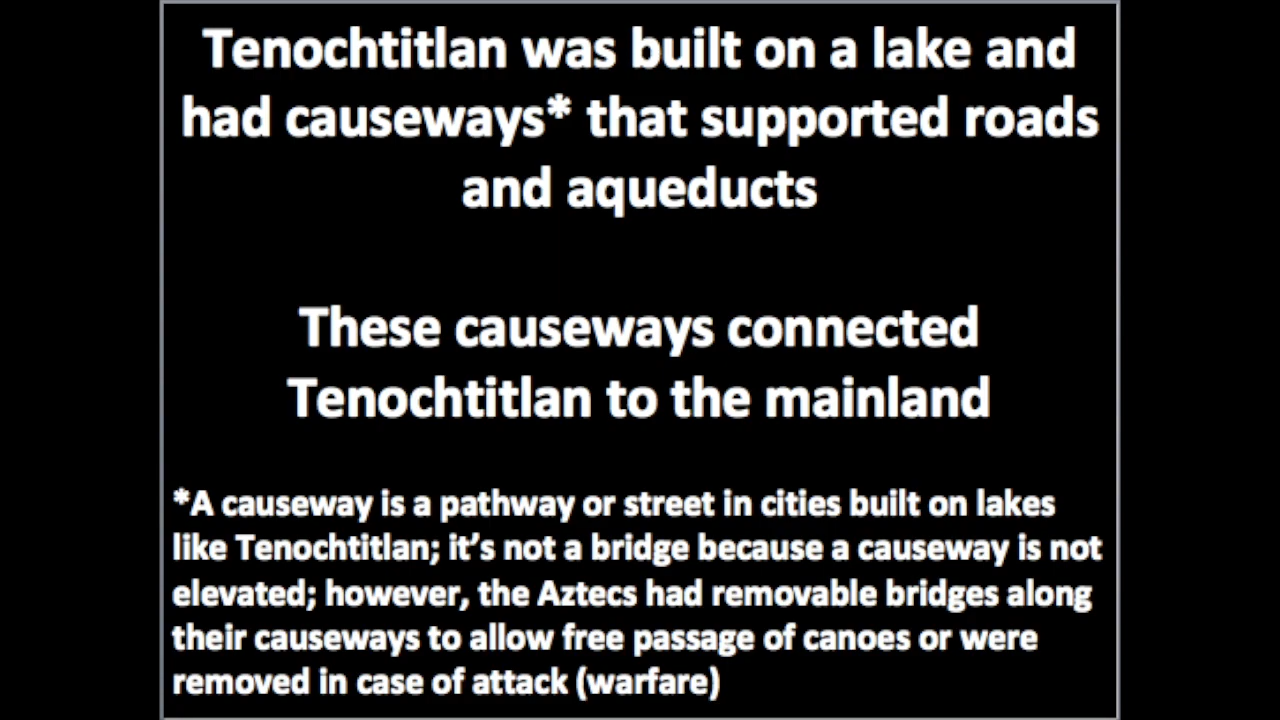 Tenochtitlan was built on a lake and
had causeways* that supported roads
and aqueducts
These causeways connected
Tenochtitlan to the mainland
*A causeway is a pathway or street in cities built on lakes
like Tenochtitlan; it’s not a bridge because a causeway is not
elevated; however, the Aztecs had removable bridges along
their causeways to allow free passage of canoes or were
removed in case of attack (warfare)